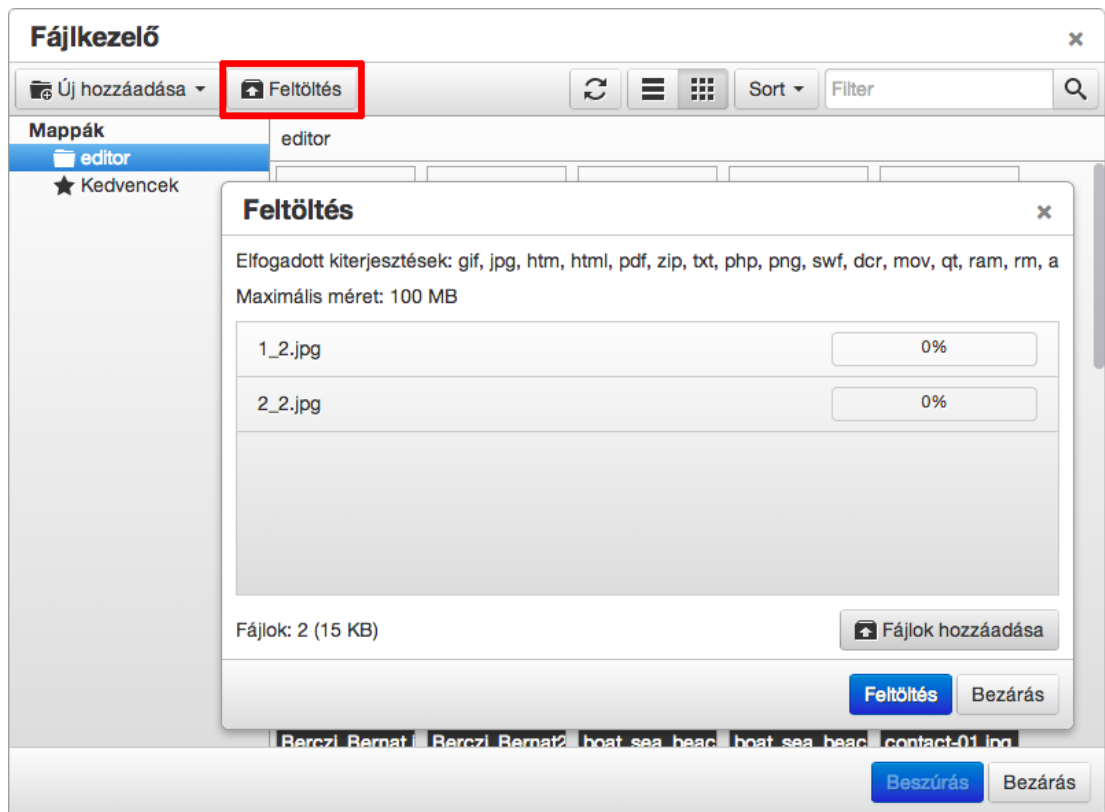 Fájlkezelő
Új hozzáadása Feltöltés Sort Filter
Mappák
editor
editor
Kedvencek
Feltöltés
Elfogadott kiterjesztések: gif, jpg, htm, html, pdf, zip, txt, php, png, swf, dcr, mov, qt, ram, rm, a
Maximális méret: 100 MB
1_2.jpg 0%
2_2.jpg 0%
Fájlok: 2 (15 KB) Fájlok hozzáadása
Feltöltés Bezárás
Berczi_Bernat.j Berczi_Bernat2 boat_sea_beac boat_sea_beac contact-01.jpg
Beszúrás Bezárás